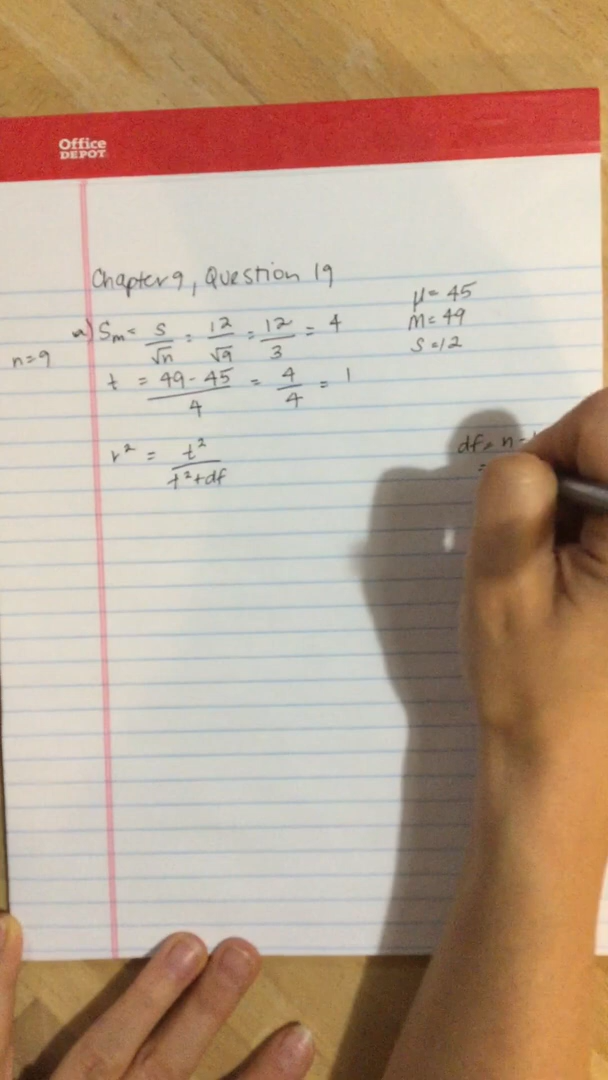 Office
DEPOT
Chapter 9, Question 19
μ = 45
M = 49
S = 12
n = 9
a) Sm = S/√n = 12/√9 = 12/3 = 4
t = 49 - 45/4 = 4/4 = 1
r² = t²/t² + df
df = n -
=